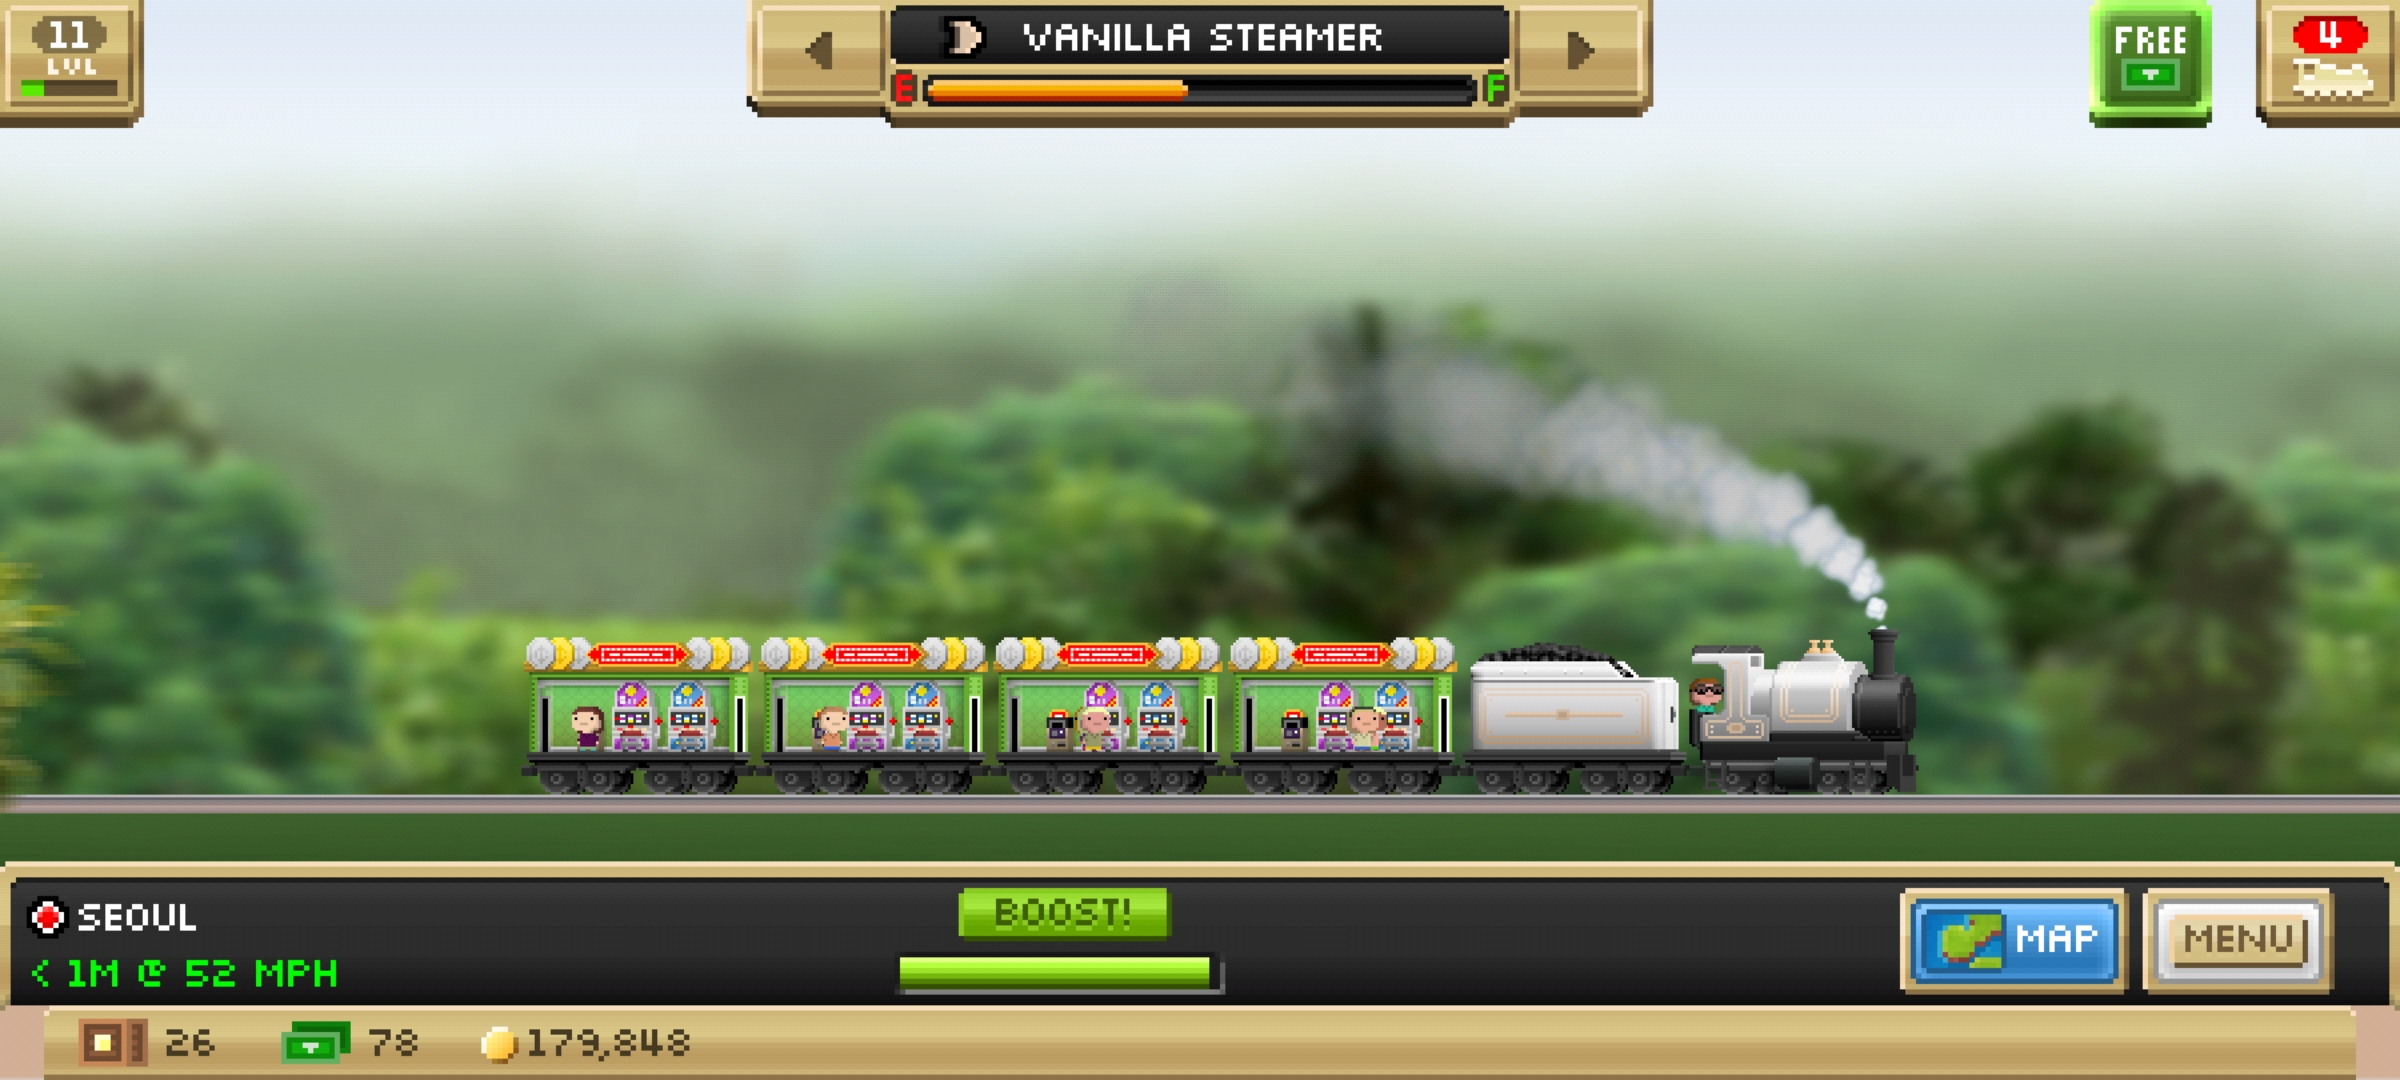 11
LVL
VANILLA STEAMER
E
F
FREE
4
SEOUL
< 1M @ 52 MPH
BOOST!
MAP
MENU
26
78
179,848